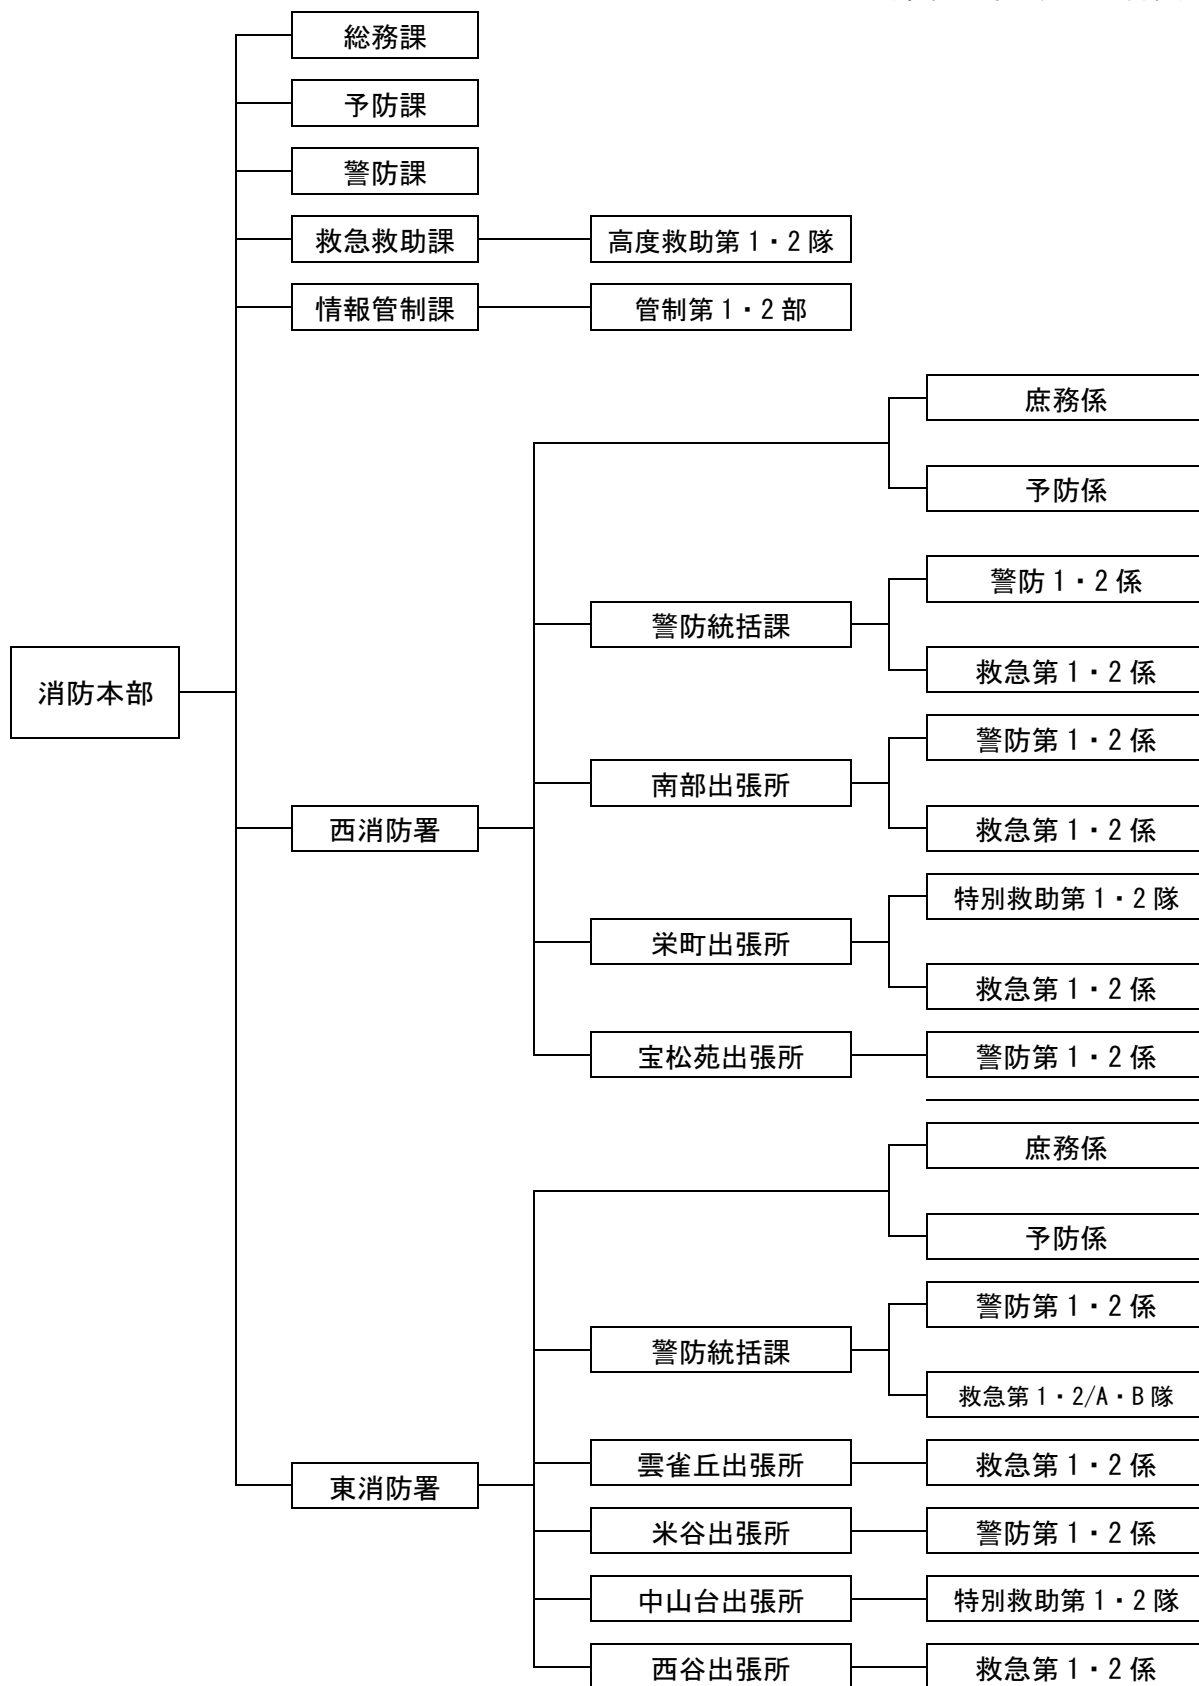 総務課
予防課
警防課
救急救助課 高度救助第1・2隊
情報管制課 管制第1・2部
庶務係
予防係
警防1・2係
警防統括課
救急第1・2係
消防本部
警防第1・2係
南部出張所
西消防署
救急第1・2係
特別救助第1・2隊
栄町出張所
救急第1・2係
宝松苑出張所 警防第1・2係
庶務係
予防係
警防第1・2係
警防統括課
救急第1・2/A・B隊
雲雀丘出張所 救急第1・2係
東消防署
米谷出張所 警防第1・2係
中山台出張所 特別救助第1・2隊
西谷出張所 救急第1・2係